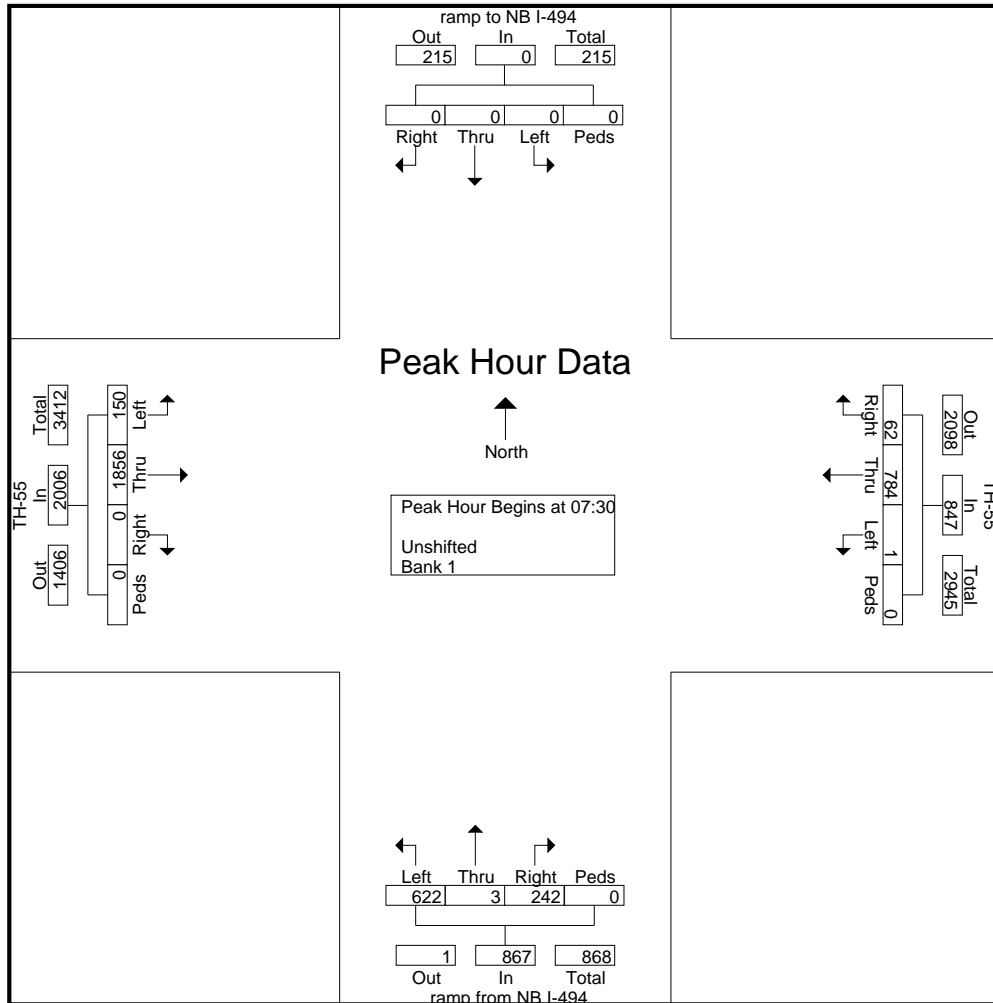 ramp to NB I-494
Out In Total
215 0 215
0 0 0 0
Right Thru Left Peds
Peak Hour Data
North
Peak Hour Begins at 07:30
Unshifted
Bank 1
TH-55
Out In Total
1406 2006 3412
0 0 1856 150
Peds Right Thru Left
TH-55
Out In Total
2098 847 2945
62 784 1 0
Right Thru Left Peds
Left Thru Right Peds
622 3 242 0
1 867 868
Out In Total
ramp from NB I-494